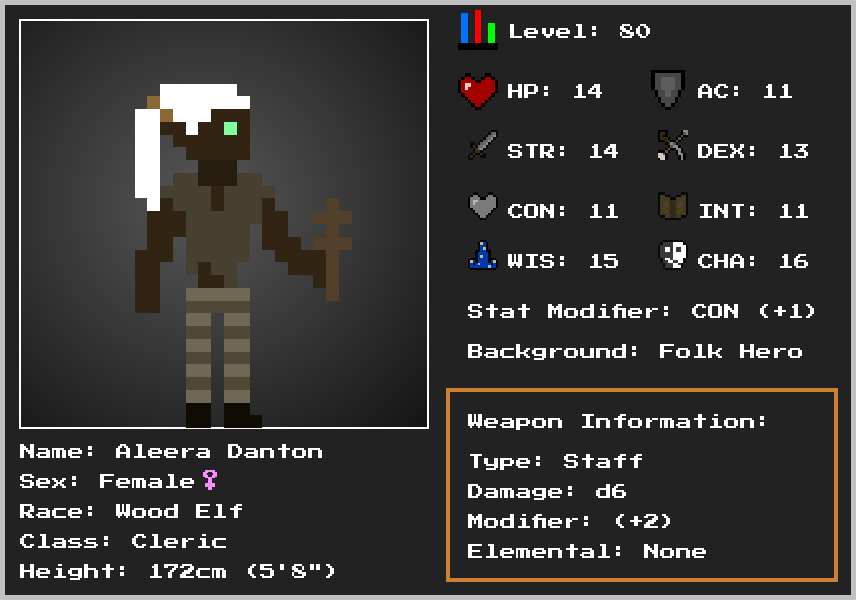 Level: 80
HP: 14
AC: 11
STR: 14
DEX: 13
CON: 11
INT: 11
WIS: 15
CHA: 16
Stat Modifier: CON (+1)
Background: Folk Hero
Weapon Information:
Type: Staff
Damage: d6
Modifier: (+2)
Elemental: None
Name: Aleera Danton
Sex: Female♀
Race: Wood Elf
Class: Cleric
Height: 172cm (5'8")